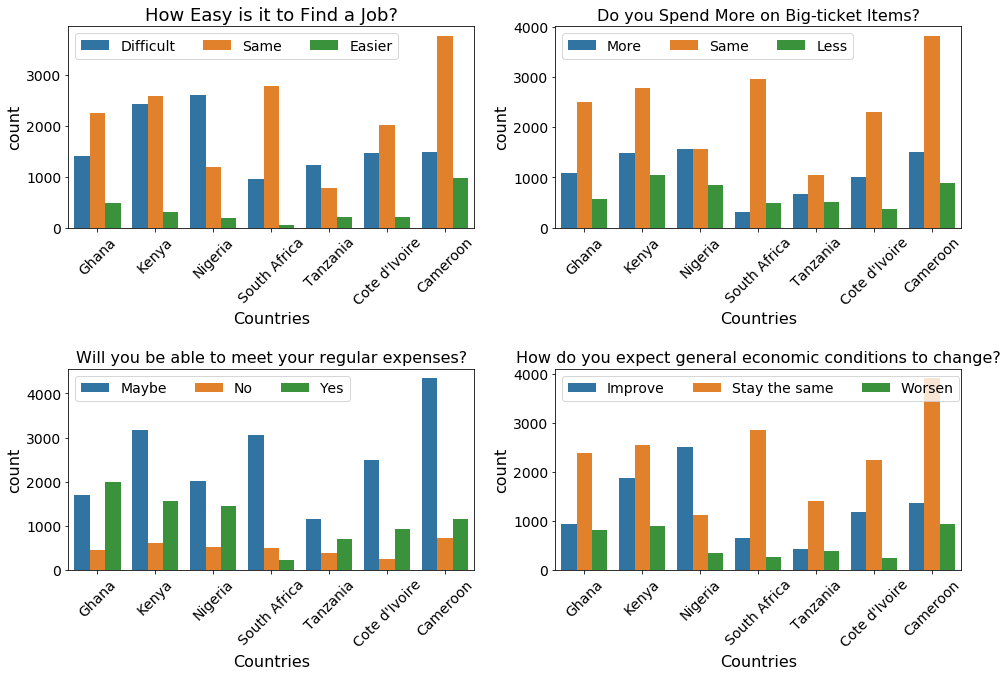 How Easy is it to Find a Job?
Difficult Same Easier
count
3000
2000
1000
0
Ghana
Kenya
Nigeria
South Africa
Tanzania
Cote d'Ivoire
Cameroon
Countries
Do you Spend More on Big-ticket Items?
More Same Less
count
4000
3000
2000
1000
0
Ghana
Kenya
Nigeria
South Africa
Tanzania
Cote d'Ivoire
Cameroon
Countries
Will you be able to meet your regular expenses?
Maybe No Yes
count
4000
3000
2000
1000
0
Ghana
Kenya
Nigeria
South Africa
Tanzania
Cote d'Ivoire
Cameroon
Countries
How do you expect general economic conditions to change?
Improve Stay the same Worsen
count
4000
3000
2000
1000
0
Ghana
Kenya
Nigeria
South Africa
Tanzania
Cote d'Ivoire
Cameroon
Countries